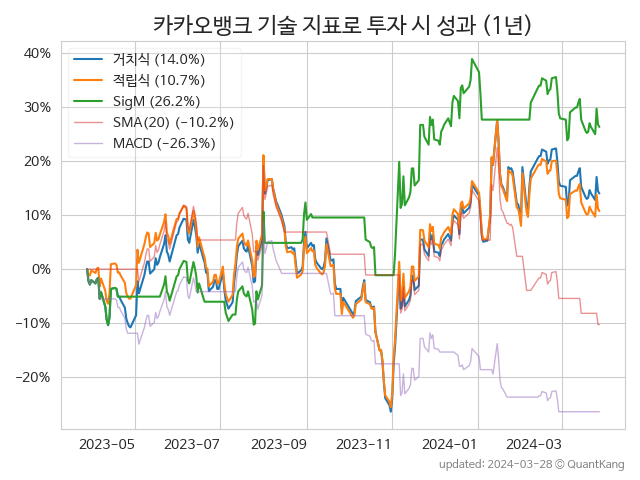 카카오뱅크 기술 지표로 투자 시 성과 (1년)
40%
30%
20%
10%
0%
−10%
−20%
거치식 (14.0%)
적립식 (10.7%)
SigM (26.2%)
SMA(20) (−10.2%)
MACD (−26.3%)
2023-05 2023-07 2023-09 2023-11 2024-01 2024-03
updated: 2024-03-28 © QuantKang